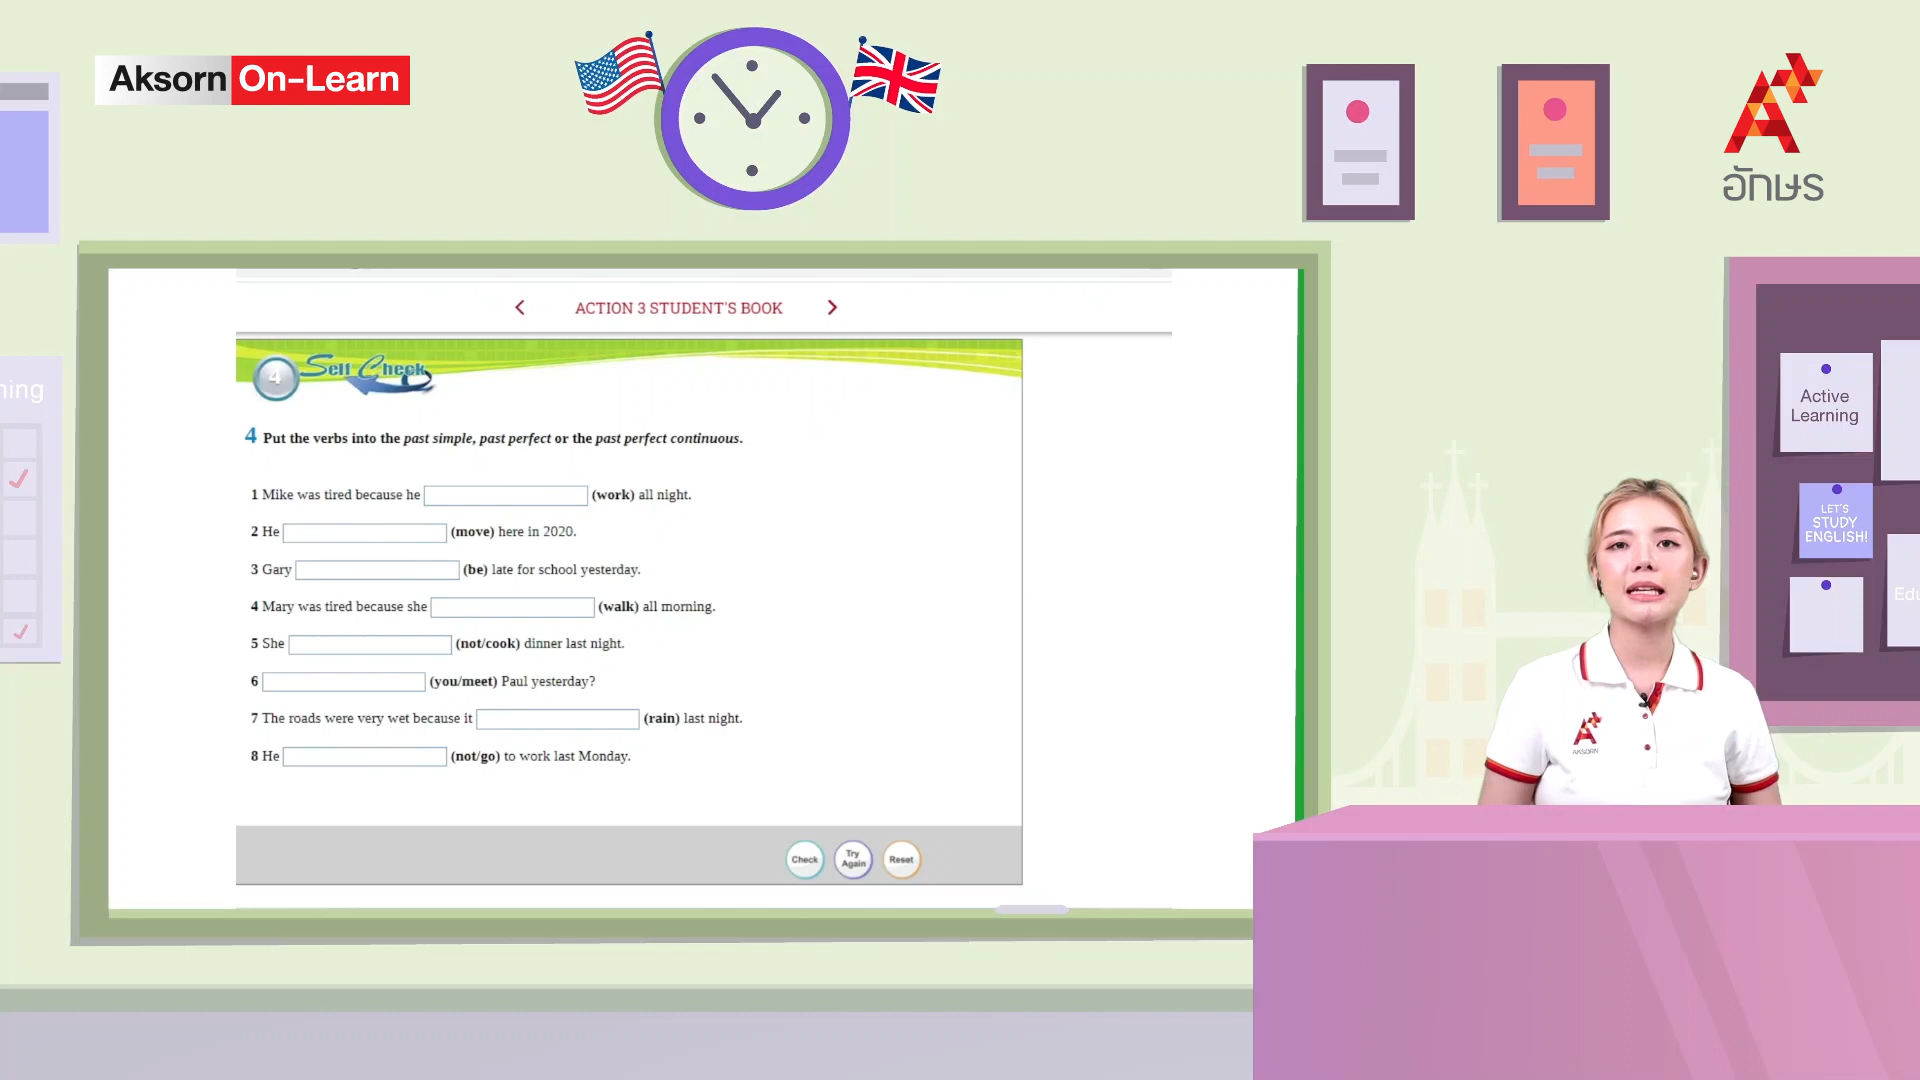 Aksorn On-Learn
อักษร
ning
ACTION 3 STUDENT'S BOOK
4 Self Check
4 Put the verbs into the past simple, past perfect or the past perfect continuous.
1 Mike was tired because he (work) all night.
2 He (move) here in 2020.
3 Gary (be) late for school yesterday.
4 Mary was tired because she (walk) all morning.
5 She (not/cook) dinner last night.
6 (you/meet) Paul yesterday?
7 The roads were very wet because it (rain) last night.
8 He (not/go) to work last Monday.
Check
Try
Again
Reset
Active
Learning
LET'S
STUDY
ENGLISH!
Edu
AKSORN